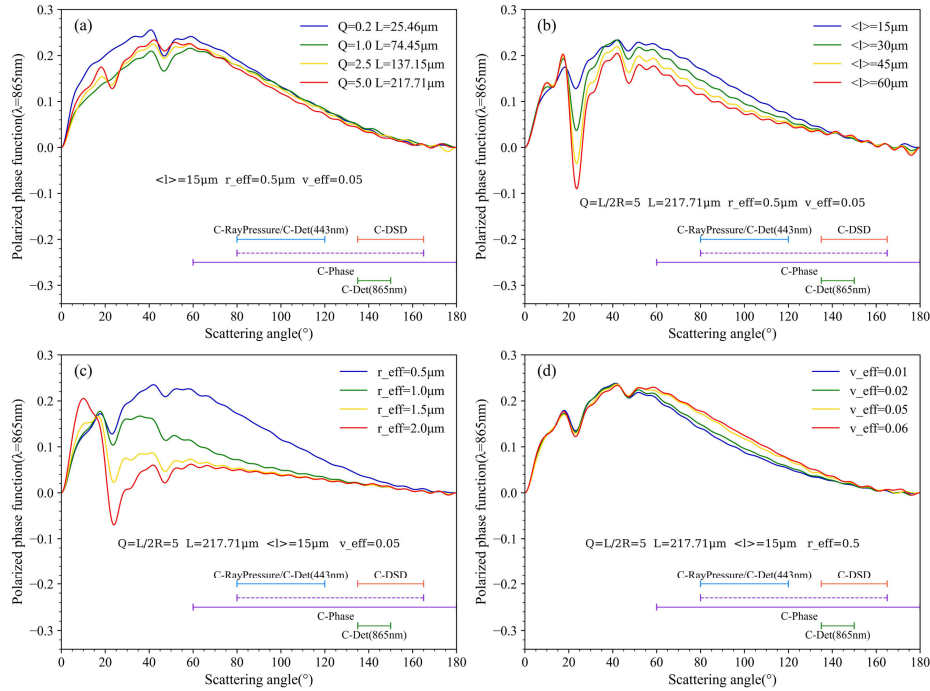 (a)
Q=0.2 L=25.46μm
Q=1.0 L=74.45μm
Q=2.5 L=137.15μm
Q=5.0 L=217.71μm
<l>=15μm r_eff=0.5μm v_eff=0.05
C-RayPressure/C-Det(443nm)
C-DSD
C-Phase
C-Det(865nm)
0.3
0.2
0.1
0.0
−0.1
−0.2
−0.3
0 20 40 60 80 100 120 140 160 180
Polarized phase function(λ=865nm)
Scattering angle(°)
(b)
<l>=15μm
<l>=30μm
<l>=45μm
<l>=60μm
Q=L/2R=5 L=217.71μm r_eff=0.5μm v_eff=0.05
C-RayPressure/C-Det(443nm)
C-DSD
C-Phase
C-Det(865nm)
0.3
0.2
0.1
0.0
−0.1
−0.2
−0.3
0 20 40 60 80 100 120 140 160 180
Polarized phase function(λ=865nm)
Scattering angle(°)
(c)
r_eff=0.5μm
r_eff=1.0μm
r_eff=1.5μm
r_eff=2.0μm
Q=L/2R=5 L=217.71μm <l>=15μm v_eff=0.05
C-RayPressure/C-Det(443nm)
C-DSD
C-Phase
C-Det(865nm)
0.3
0.2
0.1
0.0
−0.1
−0.2
−0.3
0 20 40 60 80 100 120 140 160 180
Polarized phase function(λ=865nm)
Scattering angle(°)
(d)
v_eff=0.01
v_eff=0.02
v_eff=0.05
v_eff=0.06
Q=L/2R=5 L=217.71μm <l>=15μm r_eff=0.5
C-RayPressure/C-Det(443nm)
C-DSD
C-Phase
C-Det(865nm)
0.3
0.2
0.1
0.0
−0.1
−0.2
−0.3
0 20 40 60 80 100 120 140 160 180
Polarized phase function(λ=865nm)
Scattering angle(°)